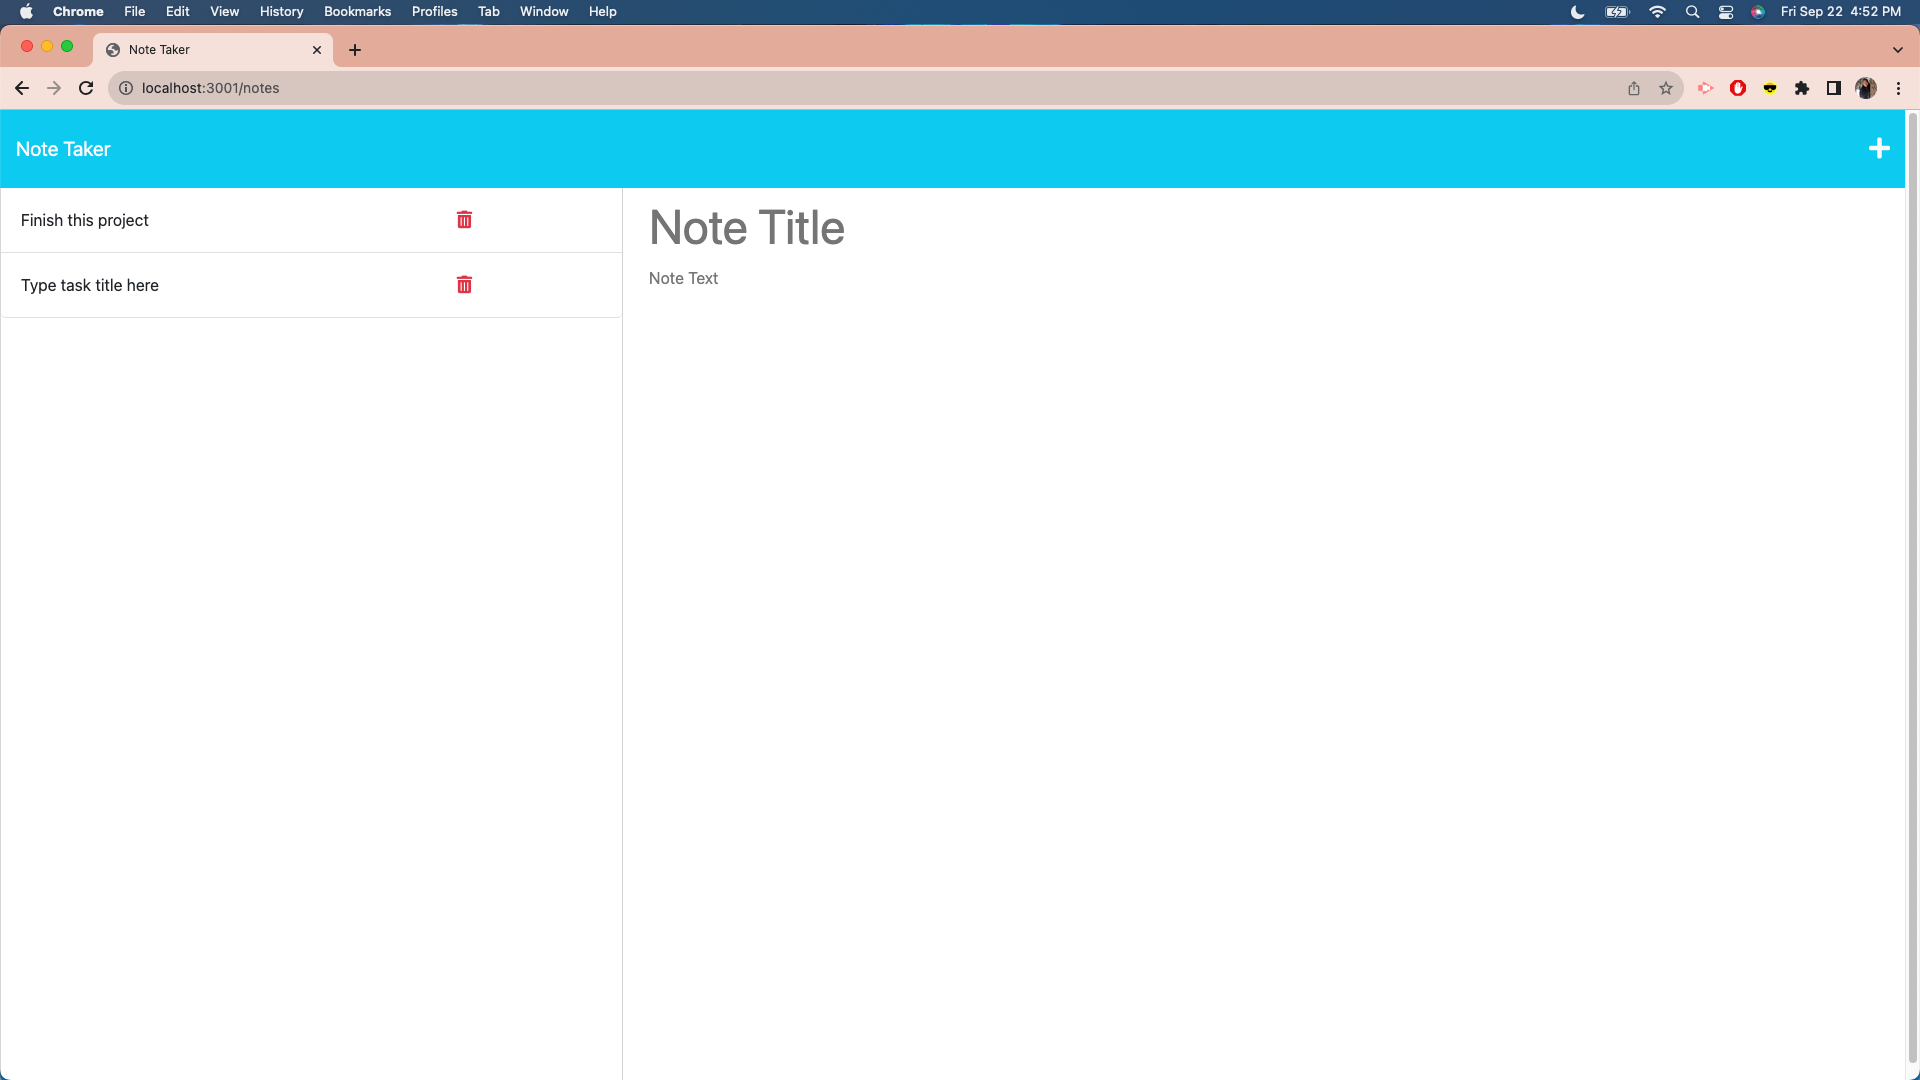 Chrome File Edit View History Bookmarks Profiles Tab Window Help Fri Sep 22 4:52 PM
Note Taker
localhost:3001/notes
Note Taker
Finish this project
Type task title here
Note Title
Note Text